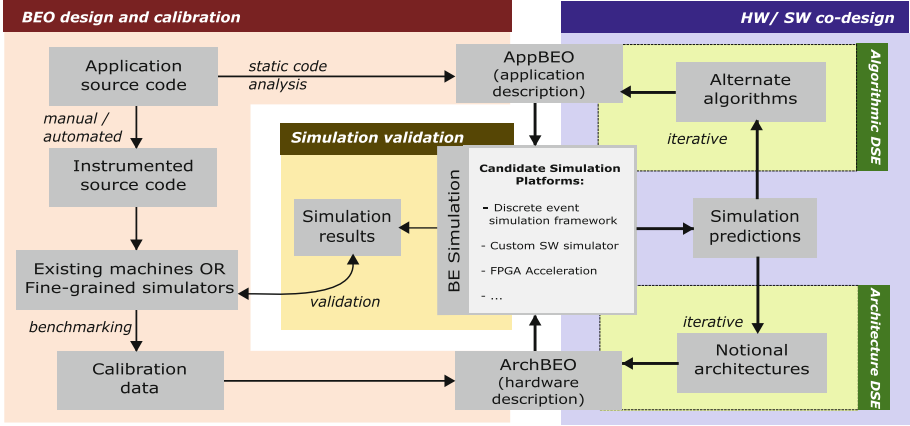 BEO design and calibration
HW/ SW co-design
Application
source code
static code
analysis
AppBEO
(application
description)
Alternate
algorithms
Algorithmic DSE
manual /
automated
iterative
Simulation validation
Instrumented
source code
BE Simulation
Candidate Simulation
Platforms:
- Discrete event
simulation framework
- Custom SW simulator
- FPGA Acceleration
- ...
Simulation
results
Simulation
predictions
Existing machines OR
Fine-grained simulators
validation
benchmarking
iterative
Calibration
data
ArchBEO
(hardware
description)
Notional
architectures
Architecture DSE